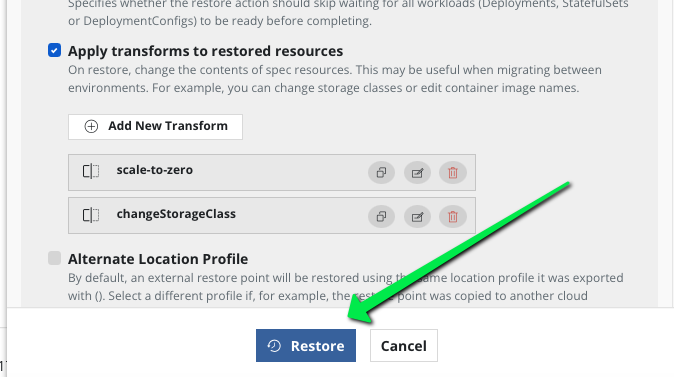 Specifies whether the restore action should skip waiting for all workloads (Deployments, StatefulSets
or DeploymentConfigs) to be ready before completing.
Apply transforms to restored resources
On restore, change the contents of spec resources. This may be useful when migrating between
environments. For example, you can change storage classes or edit container image names.
Add New Transform
scale-to-zero
changeStorageClass
Alternate Location Profile
By default, an external restore point will be restored using the same location profile it was exported
with (). Select a different profile if, for example, the restore point was copied to another cloud
Restore Cancel